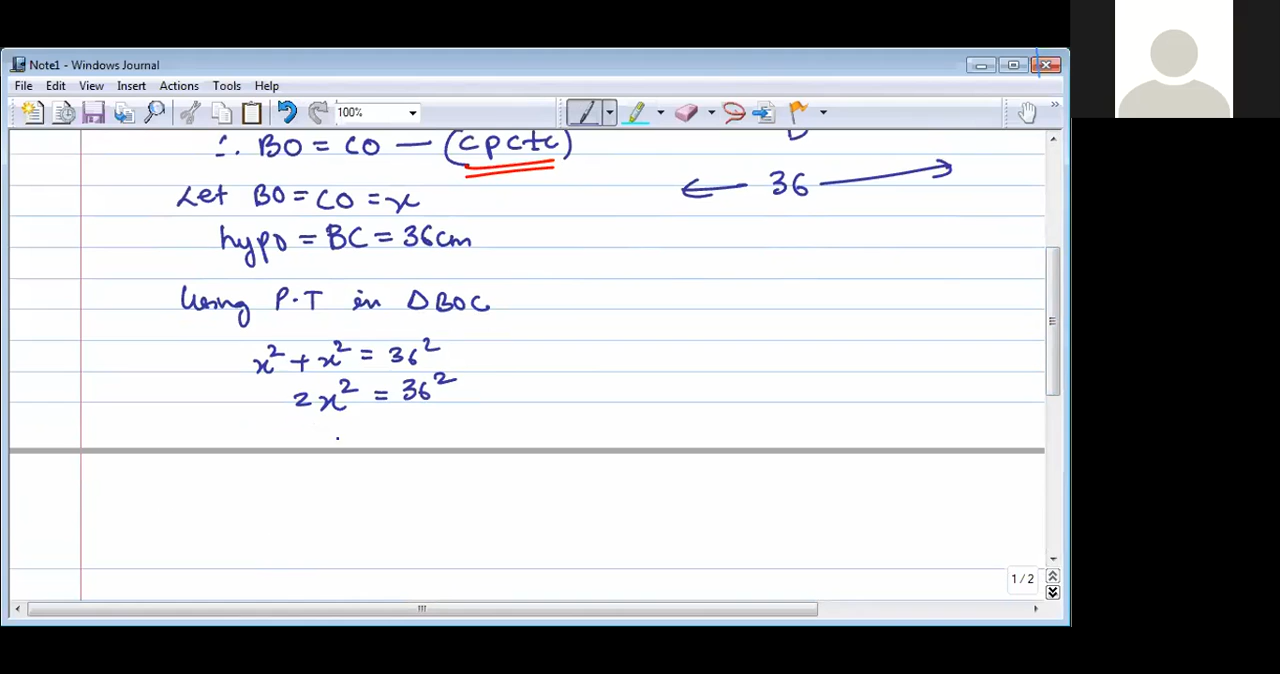 Note1 - Windows Journal
File Edit View Insert Actions Tools Help
100%
∴ BO = CO — (cpctc)
36
Let BO = CO = x
hypo = BC = 36cm
Using P.T in ΔBOC
x² + x² = 36²
2x² = 36²
1 / 2